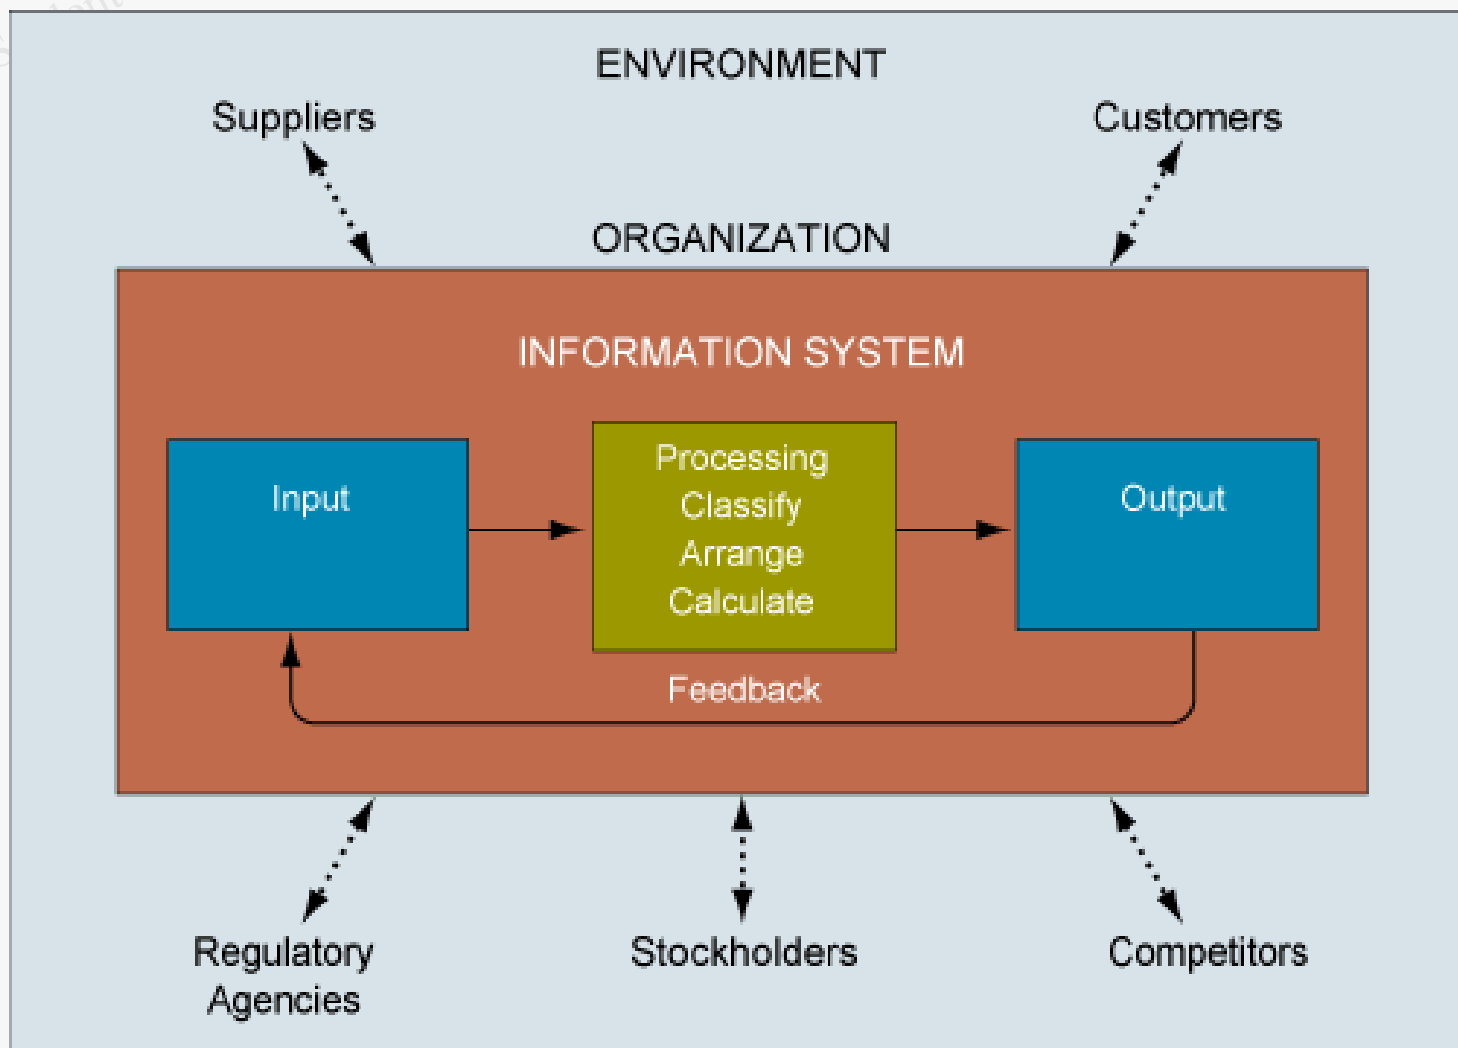 ENVIRONMENT
Suppliers
Customers
ORGANIZATION
INFORMATION SYSTEM
Input
Processing
Classify
Arrange
Calculate
Output
Feedback
Regulatory
Agencies
Stockholders
Competitors